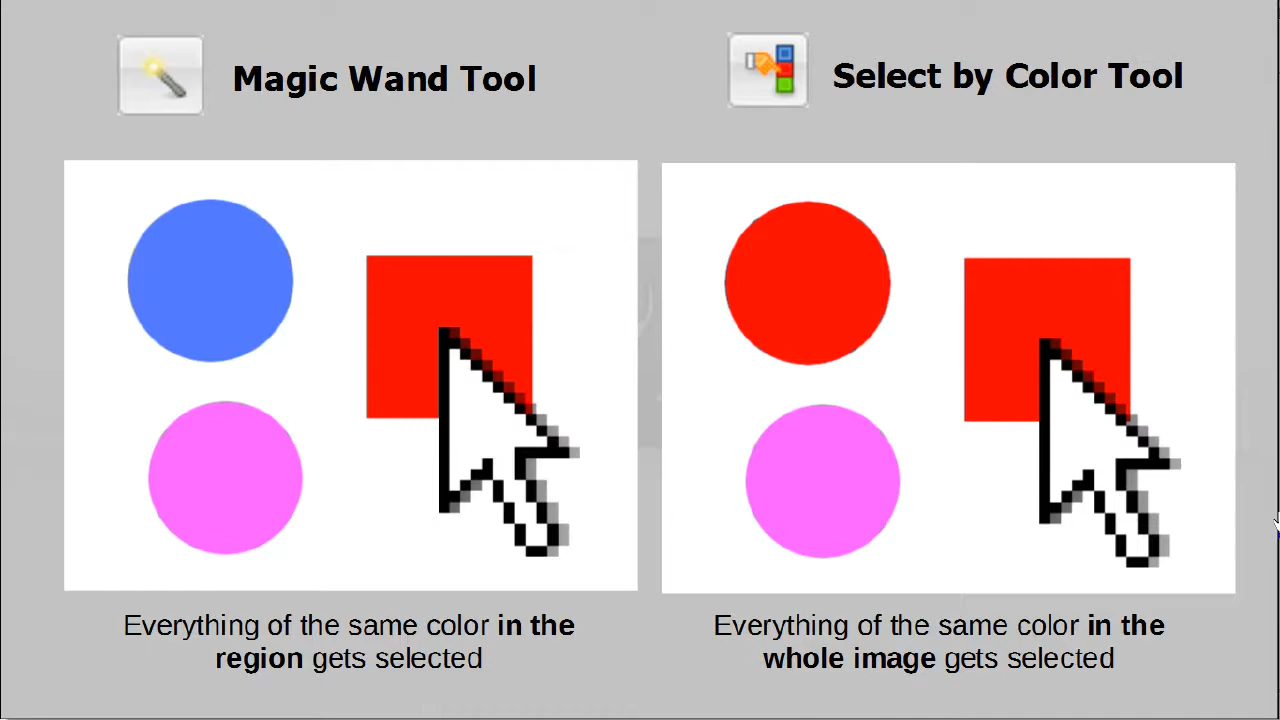 Magic Wand Tool
Select by Color Tool
Everything of the same color in the
region gets selected
Everything of the same color in the
whole image gets selected